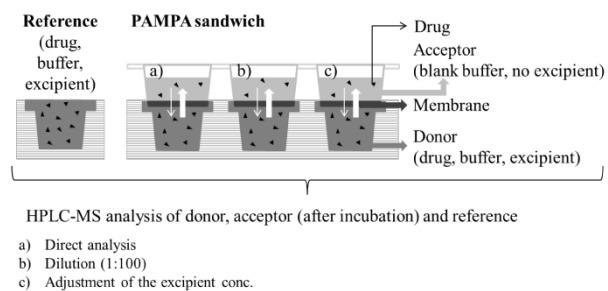 Reference
(drug,
buffer,
excipient)
PAMPA sandwich
a)
b)
c)
Drug
Acceptor
(blank buffer, no excipient)
Membrane
Donor
(drug, buffer, excipient)
HPLC-MS analysis of donor, acceptor (after incubation) and reference
a) Direct analysis
b) Dilution (1:100)
c) Adjustment of the excipient conc.